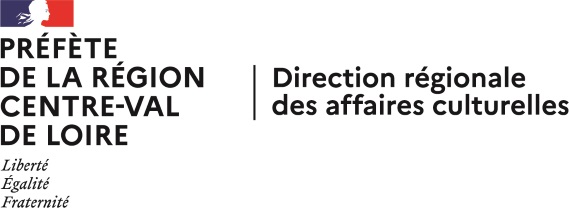 PRÉFÈTE
DE LA RÉGION
CENTRE-VAL
DE LOIRE
Liberté
Égalité
Fraternité
Direction régionale
des affaires culturelles